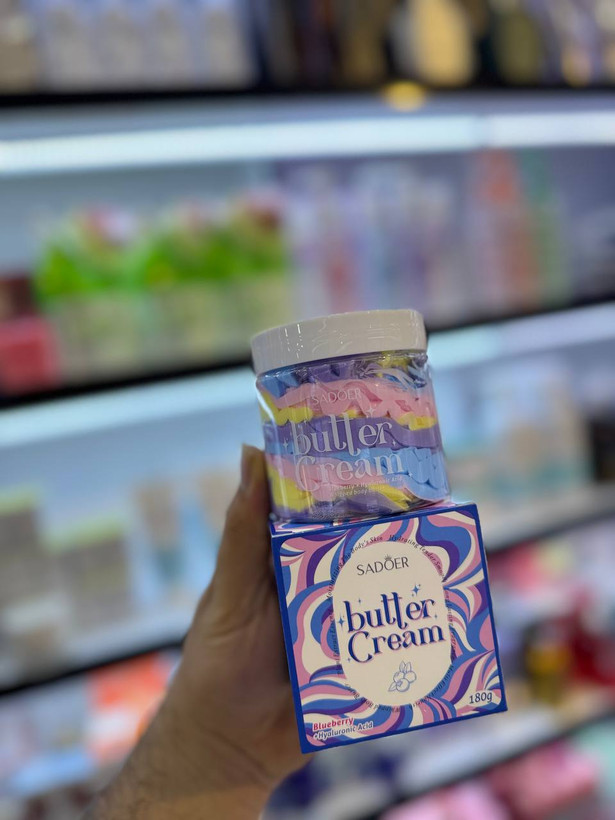 SADOER
butter
Cream
SADOER
butter
Cream
180g
Blueberry
+Hyaluronic Acid